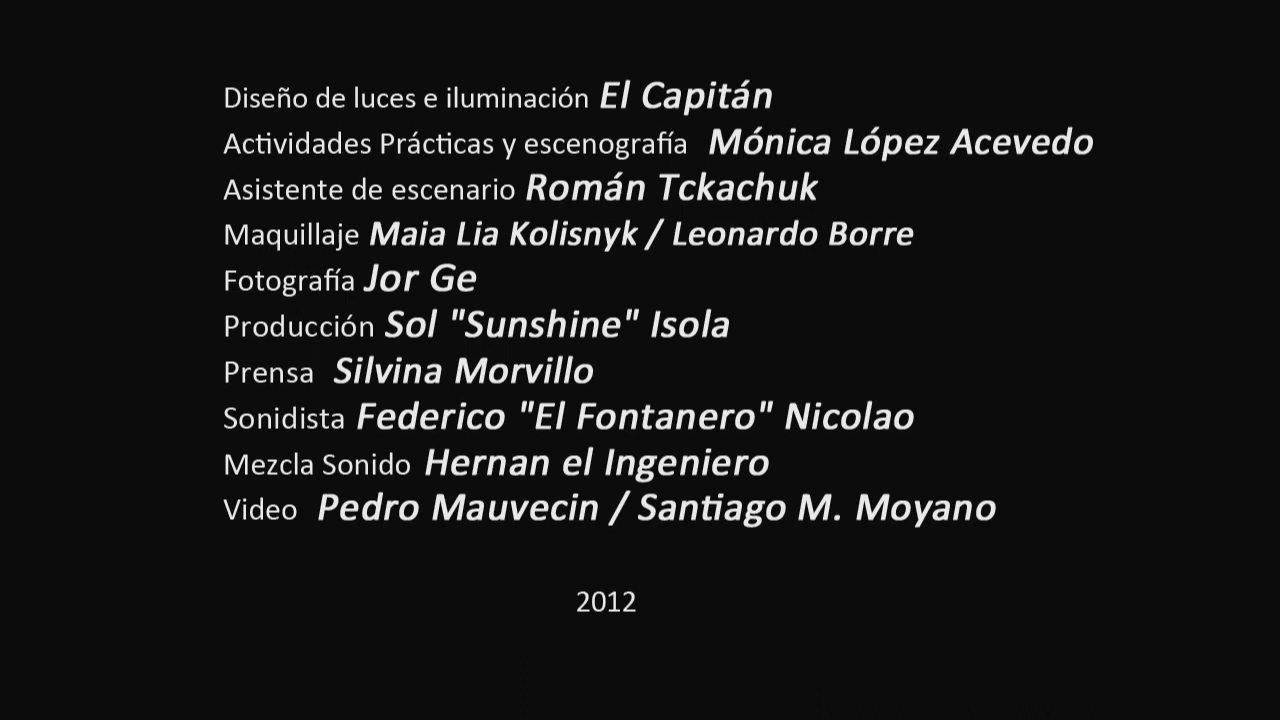 Diseño de luces e iluminación El Capitán
Actividades Prácticas y escenografía Mónica López Acevedo
Asistente de escenario Román Tckachuk
Maquillaje Maia Lia Kolisnyk / Leonardo Borre
Fotografía Jor Ge
Producción Sol "Sunshine" Isola
Prensa Silvina Morvillo
Sonidista Federico "El Fontanero" Nicolao
Mezcla Sonido Hernan el Ingeniero
Video Pedro Mauvecin / Santiago M. Moyano
2012